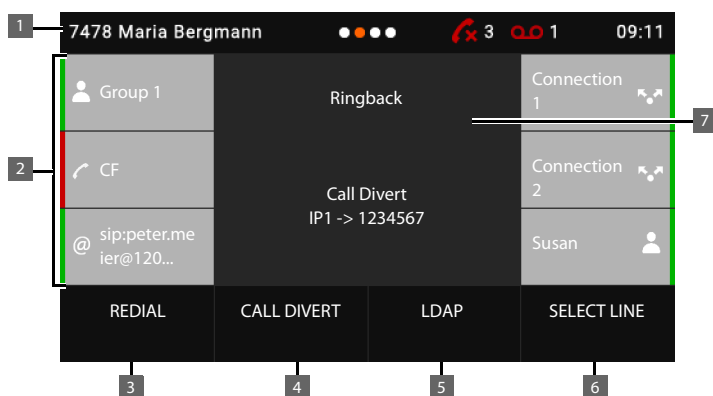 1
7478 Maria Bergmann
3
1
09:11
2
Group 1
CF
@ sip:peter.me
ier@120...
Ringback
Call Divert
IP1 -> 1234567
Connection
1
Connection
2
Susan
7
REDIAL
CALL DIVERT
LDAP
SELECT LINE
3
4
5
6